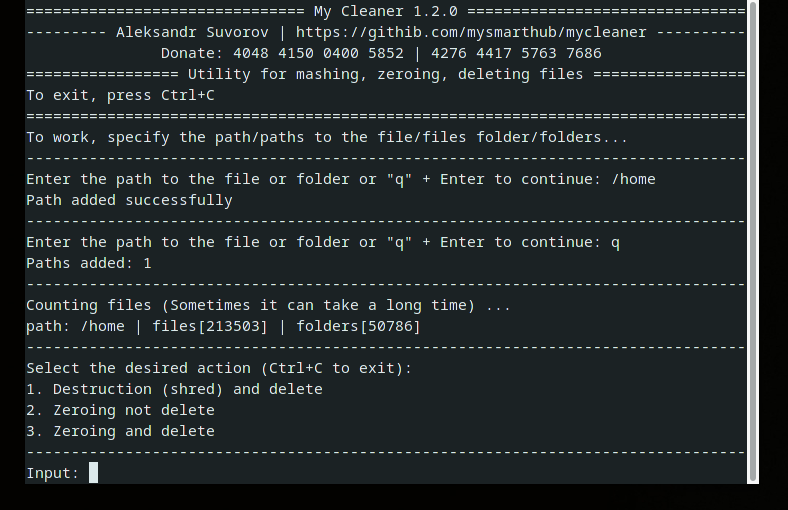 =============================== My Cleaner 1.2.0 ===============================
--------- Aleksandr Suvorov | https://githib.com/mysmarthub/mycleaner ----------
Donate: 4048 4150 0400 5852 | 4276 4417 5763 7686
================= Utility for mashing, zeroing, deleting files =================
To exit, press Ctrl+C
================================================================================
To work, specify the path/paths to the file/files folder/folders...
--------------------------------------------------------------------------------
Enter the path to the file or folder or "q" + Enter to continue: /home
Path added successfully
--------------------------------------------------------------------------------
Enter the path to the file or folder or "q" + Enter to continue: q
Paths added: 1
--------------------------------------------------------------------------------
Counting files (Sometimes it can take a long time) ...
path: /home | files[213503] | folders[50786]
--------------------------------------------------------------------------------
Select the desired action (Ctrl+C to exit):
1. Destruction (shred) and delete
2. Zeroing not delete
3. Zeroing and delete
--------------------------------------------------------------------------------
Input: